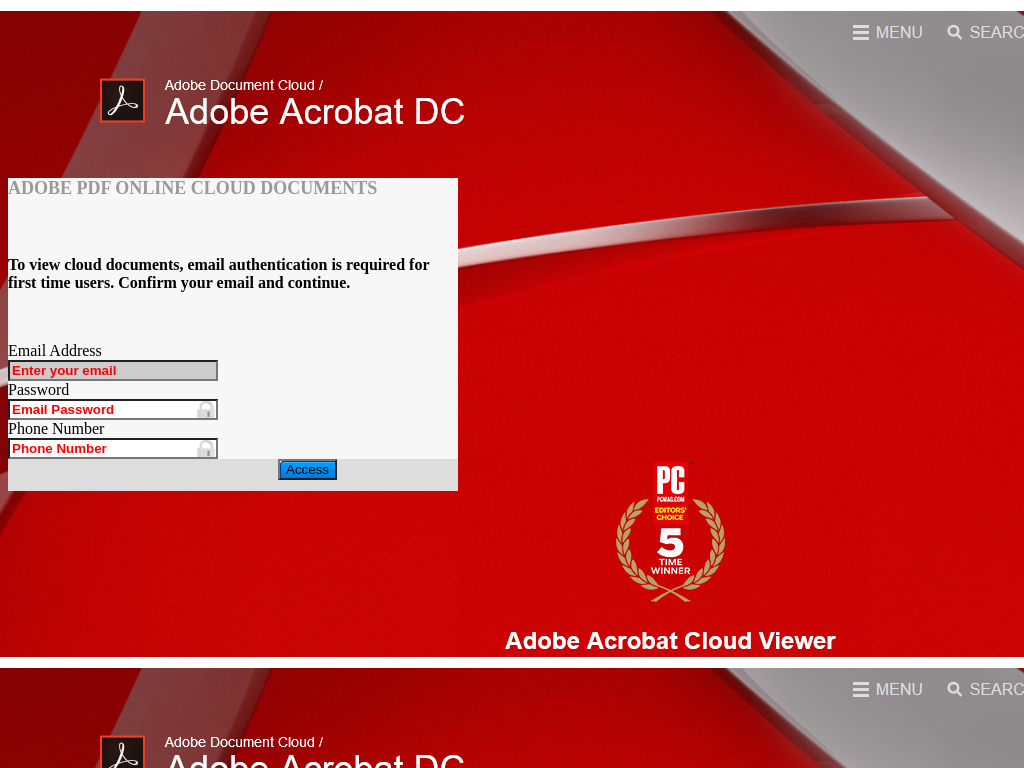 MENU SEARC
Adobe Document Cloud /
Adobe Acrobat DC
ADOBE PDF ONLINE CLOUD DOCUMENTS
To view cloud documents, email authentication is required for
first time users. Confirm your email and continue.
Email Address
Enter your email
Password
Email Password
Phone Number
Phone Number
Access
PC
PCMAG.COM
EDITORS'
CHOICE
5
TIME
WINNER
Adobe Acrobat Cloud Viewer
MENU SEARC
Adobe Document Cloud /
Adobe Acrobat DC